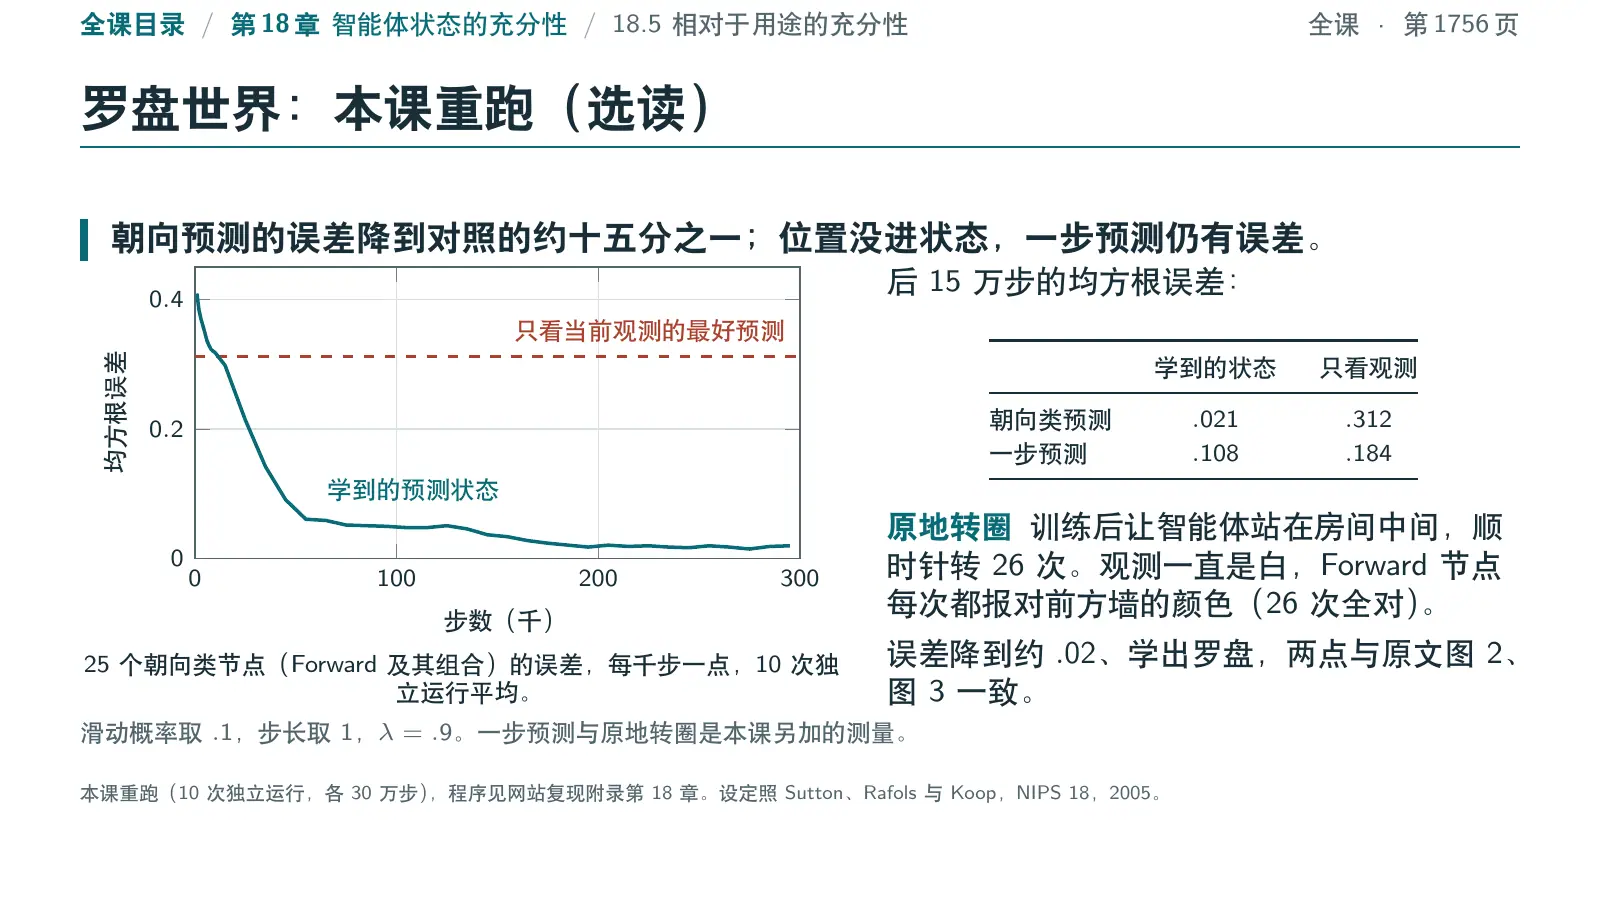 全课目录 / 第 18 章 智能体状态的充分性 / 18.5 相对于用途的充分性
全课 · 第 1756 页
罗盘世界：本课重跑（选读）
朝向预测的误差降到对照的约十五分之一；位置没进状态，一步预测仍有误差。
均方根误差
0.4
0.2
0
只看当前观测的最好预测
学到的预测状态
0 100 200 300
步数（千）
25 个朝向类节点（Forward 及其组合）的误差，每千步一点，10 次独
立运行平均。
后 15 万步的均方根误差：
学到的状态 只看观测
朝向类预测 .021 .312
一步预测 .108 .184
原地转圈 训练后让智能体站在房间中间，顺
时针转 26 次。观测一直是白，Forward 节点
每次都报对前方墙的颜色（26 次全对）。
误差降到约 .02、学出罗盘，两点与原文图 2、
图 3 一致。
滑动概率取 .1，步长取 1，λ = .9。一步预测与原地转圈是本课另加的测量。
本课重跑（10 次独立运行，各 30 万步），程序见网站复现附录第 18 章。设定照 Sutton、Rafols 与 Koop，NIPS 18，2005。